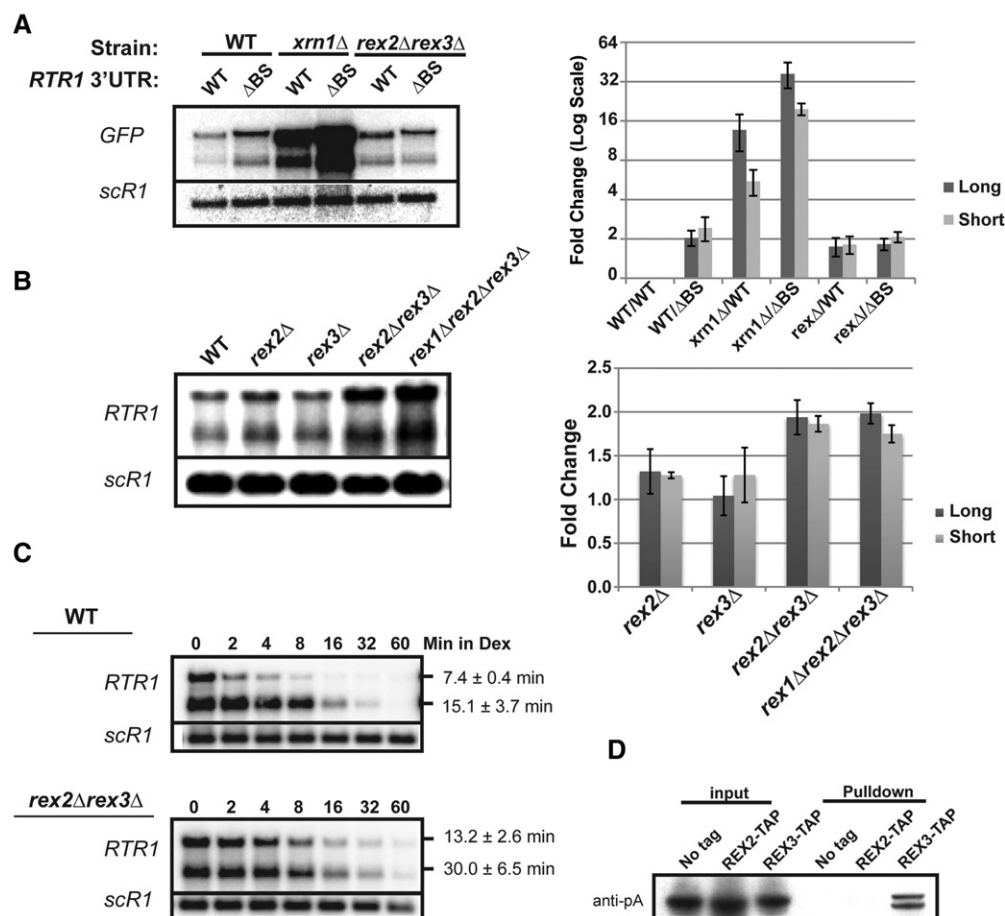 A
Strain: WT xrn1Δ rex2Δrex3Δ
RTR1 3'UTR: WT ΔBS WT ΔBS WT ΔBS
GFP
scR1
Fold Change (Log Scale)
64
32
16
8
4
2
0
WT/WT
WT/ΔBS
xrn1Δ/WT
xrn1Δ/ΔBS
rexΔ/WT
rexΔ/ΔBS
Long
Short
B
WT rex2Δ rex3Δ rex2Δrex3Δ rex1Δrex2Δrex3Δ
RTR1
scR1
Fold Change
2.5
2.0
1.5
1.0
0.5
0.0
rex2Δ
rex3Δ
rex2Δrex3Δ
rex1Δrex2Δrex3Δ
Long
Short
C
WT
0 2 4 8 16 32 60 Min in Dex
RTR1
7.4 ± 0.4 min
15.1 ± 3.7 min
scR1
rex2Δrex3Δ
0 2 4 8 16 32 60
RTR1
13.2 ± 2.6 min
30.0 ± 6.5 min
scR1
D
input Pulldown
No tag REX2-TAP REX3-TAP No tag REX2-TAP REX3-TAP
anti-pA